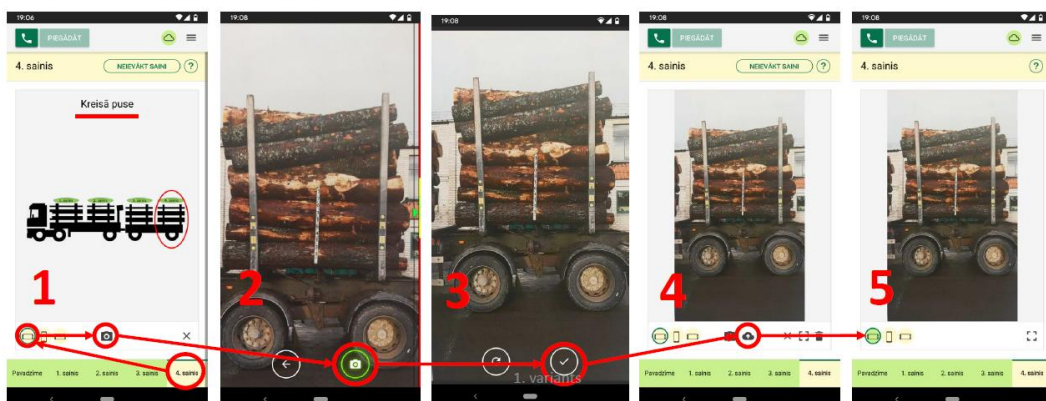 19:06
PIEGĀDĀT
4. sainis
NEIEVĀKT SAINI
?
Kreisā puse
1
Pavadzīme 1. sainis 2. sainis 3. sainis 4. sainis
19:08
2
19:08
3
1. variants
19:08
PIEGĀDĀT
4. sainis
NEIEVĀKT SAINI
?
4
Pavadzīme 1. sainis 2. sainis 3. sainis 4. sainis
19:08
PIEGĀDĀT
4. sainis
?
5
Pavadzīme 1. sainis 2. sainis 3. sainis 4. sainis